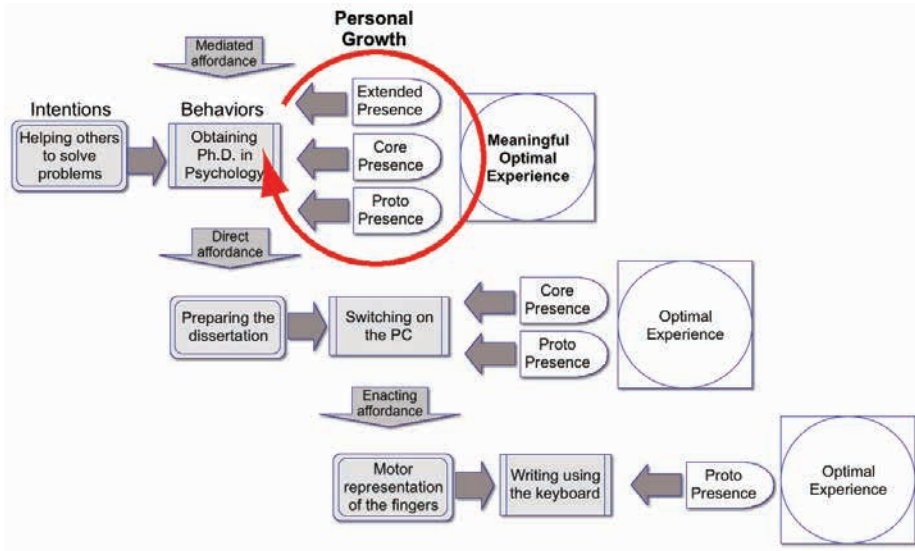 Personal
Growth
Mediated
affordance
Intentions
Behaviors
Helping others
to solve
problems
Obtaining
Ph.D. in
Psychology
Extended
Presence
Core
Presence
Proto
Presence
Meaningful
Optimal
Experience
Direct
affordance
Preparing the
dissertation
Switching on
the PC
Core
Presence
Proto
Presence
Optimal
Experience
Enacting
affordance
Motor
representation
of the fingers
Writing using
the keyboard
Proto
Presence
Optimal
Experience